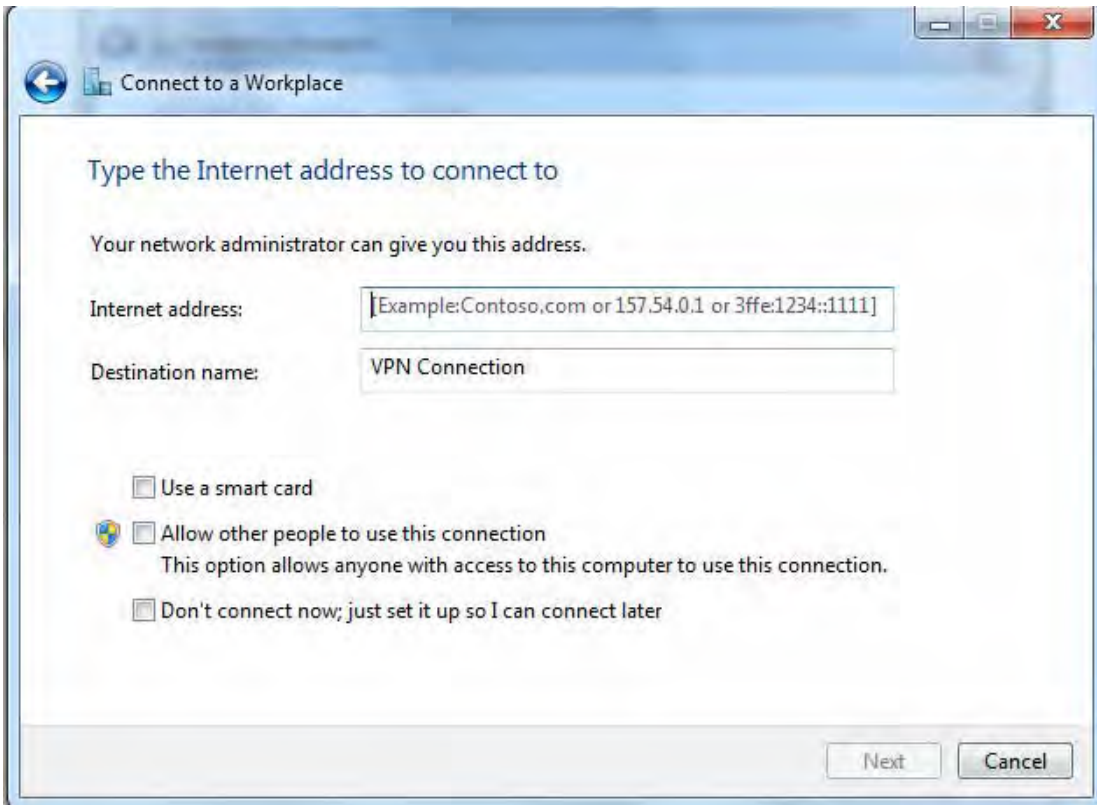 Connect to a Workplace
Type the Internet address to connect to
Your network administrator can give you this address.
Internet address:
[Example:Contoso.com or 157.54.0.1 or 3ffe:1234::1111]
Destination name:
VPN Connection
Use a smart card
Allow other people to use this connection
This option allows anyone with access to this computer to use this connection.
Don't connect now; just set it up so I can connect later
Next
Cancel